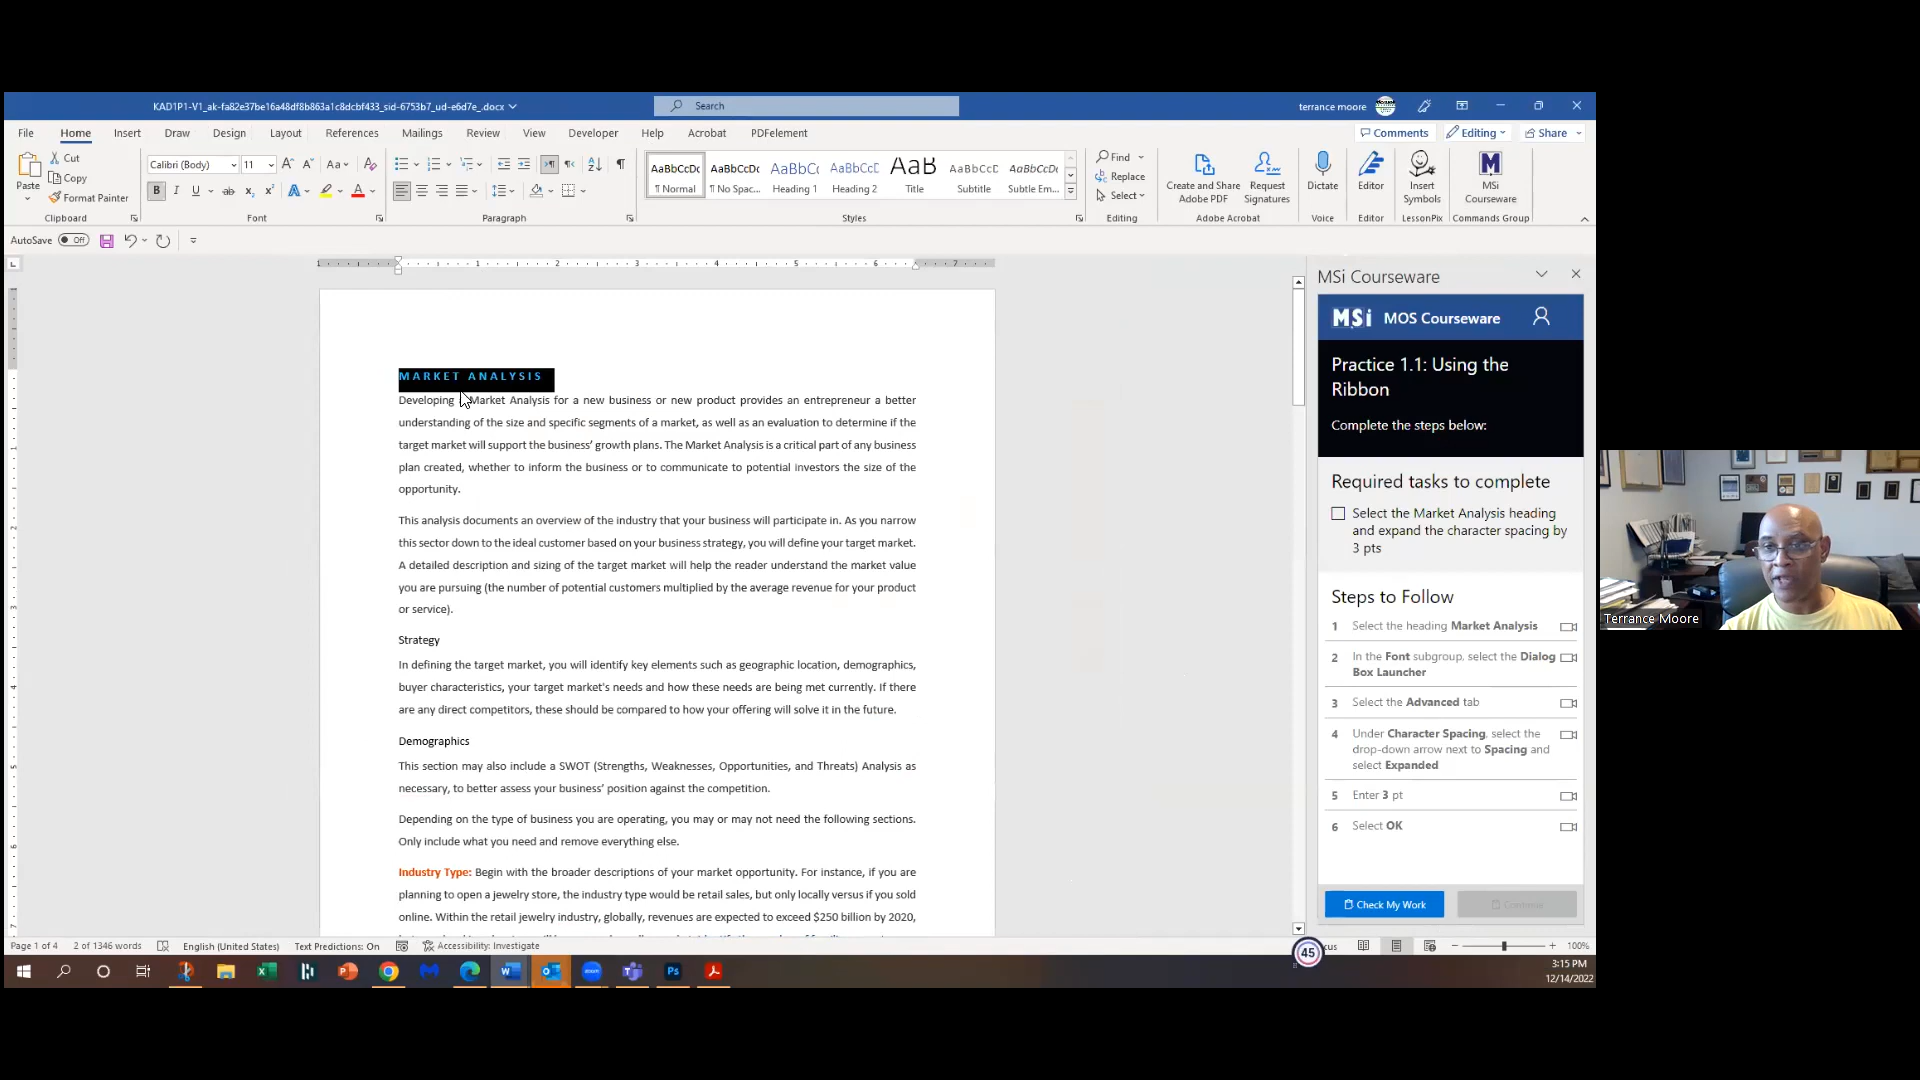 KAD1P1-V1_ak-fa82e37be16a48df8b863a1c8dcbf433_sid-6753b7_ud-e6d7e_.docx
Search
terrance moore
File Home Insert Draw Design Layout References Mailings Review View Developer Help Acrobat PDFelement
Comments Editing Share
Paste
Cut
Copy
Format Painter
Clipboard
Calibri (Body) 11
Font
Paragraph
AaBbCcDc AaBbCcDc AaBbCc AaBbCcC AaB AaBbCcC AaBbCcDc
¶ Normal ¶ No Spac... Heading 1 Heading 2 Title Subtitle Subtle Em...
Styles
Find
Replace
Select
Editing
Create and Share
Adobe PDF
Request
Signatures
Adobe Acrobat
Dictate
Voice
Editor
Editor
Insert
Symbols
LessonPix
MSi
Courseware
Commands Group
AutoSave Off
MARKET ANALYSIS
Developing Market Analysis for a new business or new product provides an entrepreneur a better
understanding of the size and specific segments of a market, as well as an evaluation to determine if the
target market will support the business’ growth plans. The Market Analysis is a critical part of any business
plan created, whether to inform the business or to communicate to potential investors the size of the
opportunity.
This analysis documents an overview of the industry that your business will participate in. As you narrow
this sector down to the ideal customer based on your business strategy, you will define your target market.
A detailed description and sizing of the target market will help the reader understand the market value
you are pursuing (the number of potential customers multiplied by the average revenue for your product
or service).
Strategy
In defining the target market, you will identify key elements such as geographic location, demographics,
buyer characteristics, your target market's needs and how these needs are being met currently. If there
are any direct competitors, these should be compared to how your offering will solve it in the future.
Demographics
This section may also include a SWOT (Strengths, Weaknesses, Opportunities, and Threats) Analysis as
necessary, to better assess your business’ position against the competition.
Depending on the type of business you are operating, you may or may not need the following sections.
Only include what you need and remove everything else.
Industry Type: Begin with the broader descriptions of your market opportunity. For instance, if you are
planning to open a jewelry store, the industry type would be retail sales, but only locally versus if you sold
online. Within the retail jewelry industry, globally, revenues are expected to exceed $250 billion by 2020,
MSi Courseware
MSi MOS Courseware
Practice 1.1: Using the
Ribbon
Complete the steps below:
Required tasks to complete
Select the Market Analysis heading
and expand the character spacing by
3 pts
Steps to Follow
1 Select the heading Market Analysis
2 In the Font subgroup, select the Dialog
Box Launcher
3 Select the Advanced tab
4 Under Character Spacing, select the
drop-down arrow next to Spacing and
select Expanded
5 Enter 3 pt
6 Select OK
Check My Work
Continue
Terrance Moore
Page 1 of 4 2 of 1346 words English (United States) Text Predictions: On Accessibility: Investigate
45
100%
3:15 PM
12/14/2022